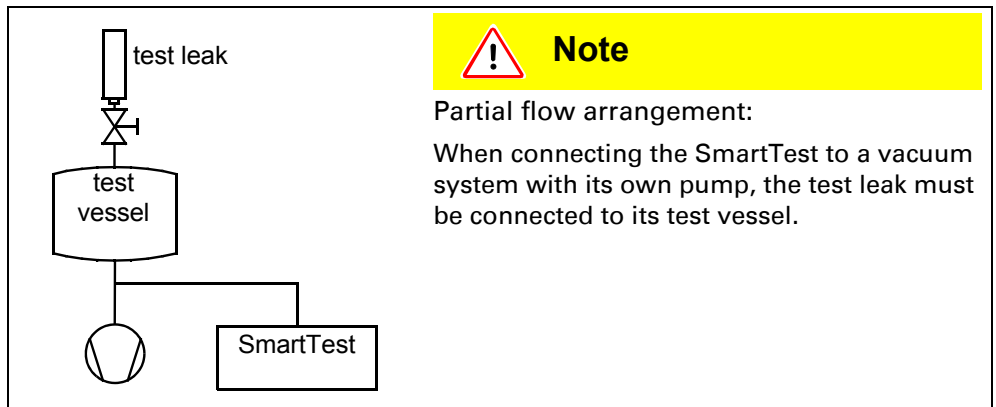 test leak
test
vessel
SmartTest
Note
Partial flow arrangement:
When connecting the SmartTest to a vacuum
system with its own pump, the test leak must
be connected to its test vessel.